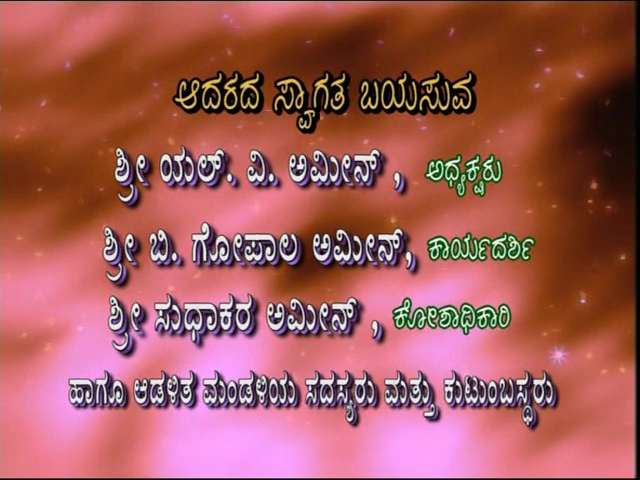 ಆದರದ ಸ್ವಾಗತ ಬಯಸುವ
ಶ್ರೀ ಯಲ್. ವಿ. ಅಮೀನ್ , ಅಧ್ಯಕ್ಷರು
ಶ್ರೀ ಬಿ. ಗೋಪಾಲ ಅಮೀನ್, ಕಾರ್ಯದರ್ಶಿ
ಶ್ರೀ ಸುಧಾಕರ ಅಮೀನ್ , ಕೋಶಾಧಿಕಾರಿ
ಹಾಗೂ ಆಡಳಿತ ಮಂಡಳಿಯ ಸದಸ್ಯರು ಮತ್ತು ಕುಟುಂಬಸ್ಥರು